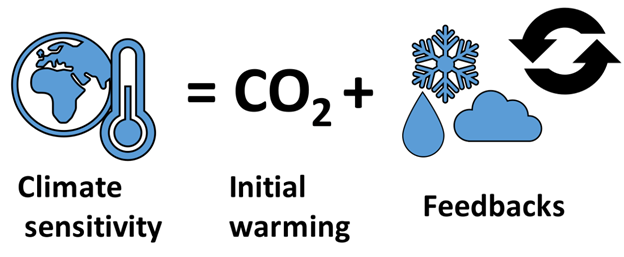 = CO₂ +
Climate
sensitivity
Initial
warming
Feedbacks